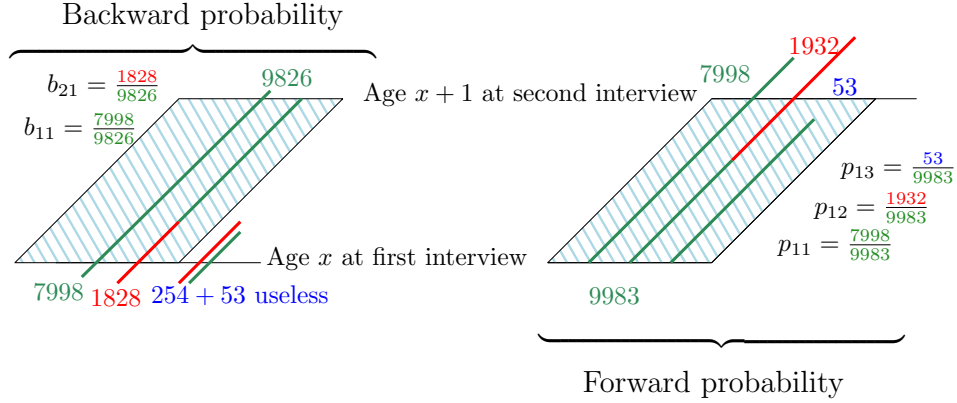 Backward probability
b₂₁ = 1828/9826
9826
b₁₁ = 7998/9826
Age x + 1 at second interview
7998
1932
53
p₁₃ = 53/9983
p₁₂ = 1932/9983
p₁₁ = 7998/9983
Age x at first interview
7998
1828
254 + 53 useless
9983
Forward probability